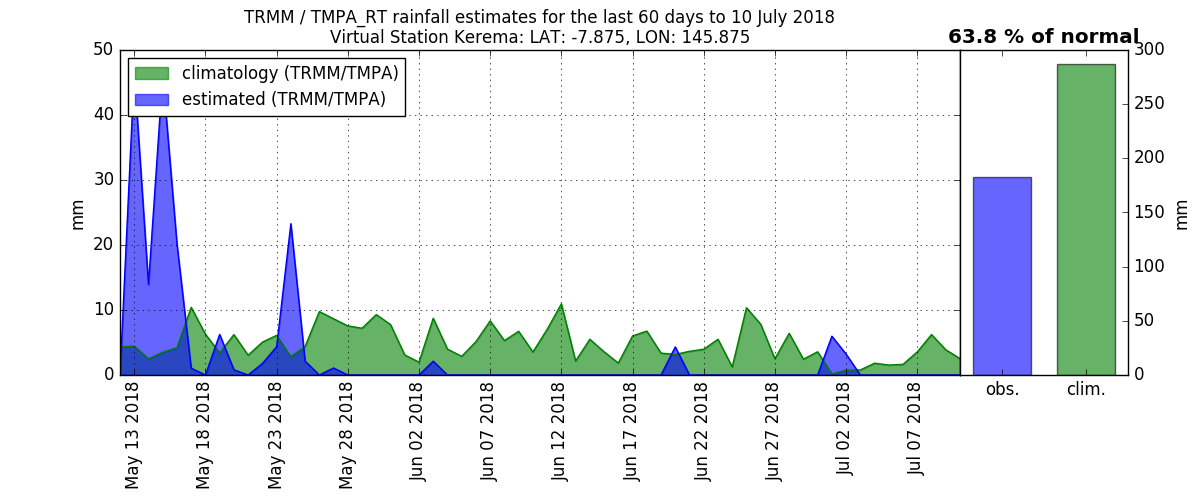 TRMM / TMPA_RT rainfall estimates for the last 60 days to 10 July 2018
Virtual Station Kerema: LAT: -7.875, LON: 145.875
63.8 % of normal
climatology (TRMM/TMPA)
estimated (TRMM/TMPA)
mm
50
40
30
20
10
0
May 13 2018
May 18 2018
May 23 2018
May 28 2018
Jun 02 2018
Jun 07 2018
Jun 12 2018
Jun 17 2018
Jun 22 2018
Jun 27 2018
Jul 02 2018
Jul 07 2018
obs.
clim.
300
250
200
150
100
50
0
mm